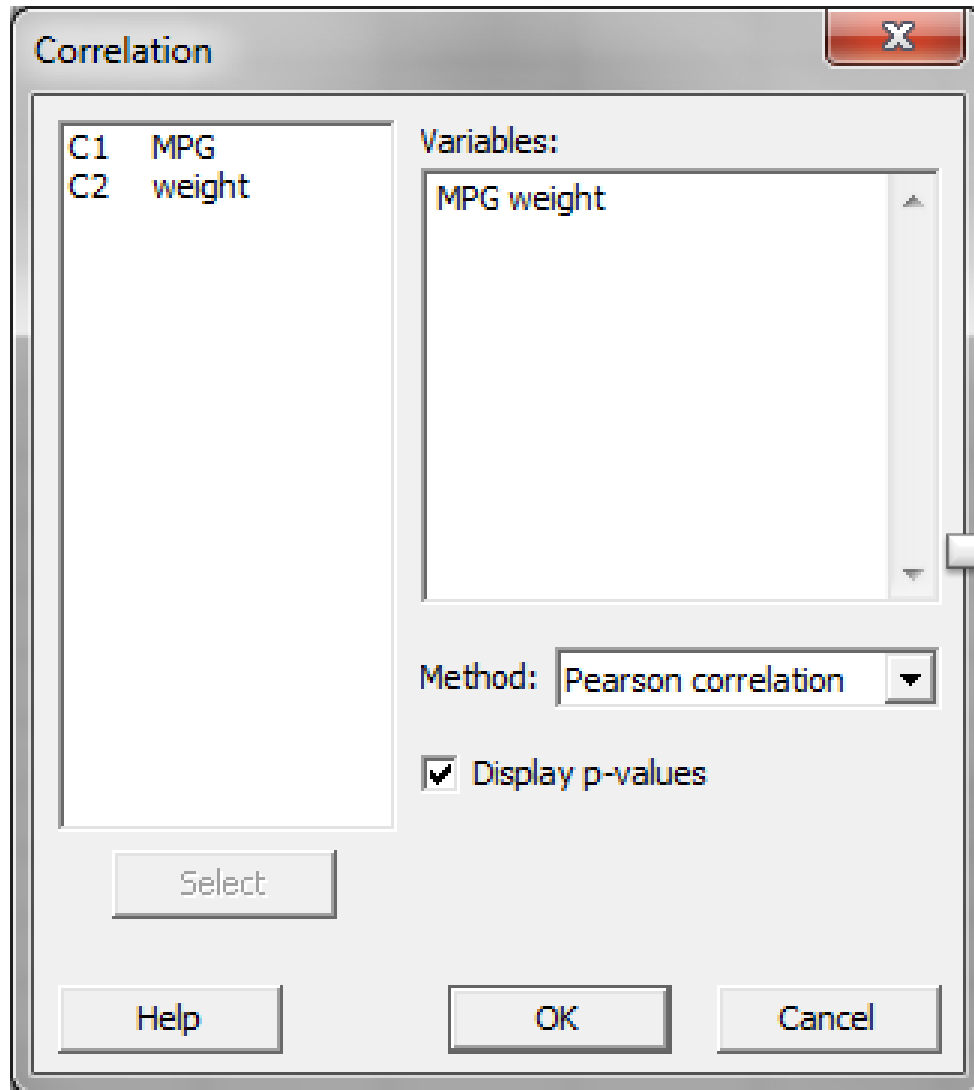 Correlation
C1 MPG
C2 weight
Variables:
MPG weight
Method: Pearson correlation
Display p-values
Select
Help OK Cancel